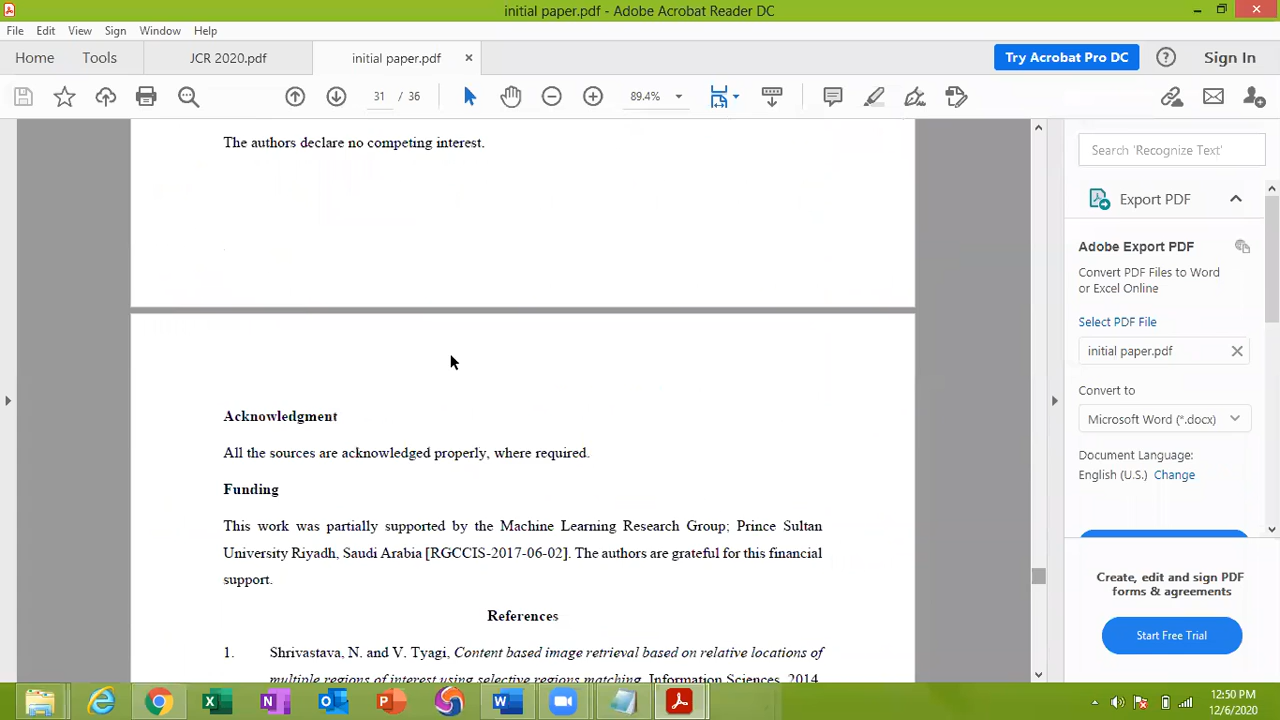 initial paper.pdf - Adobe Acrobat Reader DC
File Edit View Sign Window Help
Home Tools JCR 2020.pdf initial paper.pdf × Try Acrobat Pro DC Sign In
31 / 36 89.4%
The authors declare no competing interest.
Acknowledgment
All the sources are acknowledged properly, where required.
Funding
This work was partially supported by the Machine Learning Research Group; Prince Sultan
University Riyadh, Saudi Arabia [RGCCIS-2017-06-02]. The authors are grateful for this financial
support.
References
1. Shrivastava, N. and V. Tyagi, Content based image retrieval based on relative locations of
multiple regions of interest using selective regions matching. Information Sciences, 2014.
Search 'Recognize Text'
Export PDF
Adobe Export PDF
Convert PDF Files to Word
or Excel Online
Select PDF File
initial paper.pdf
Convert to
Microsoft Word (*.docx)
Document Language:
English (U.S.) Change
Create, edit and sign PDF
forms & agreements
Start Free Trial
12:50 PM
12/6/2020